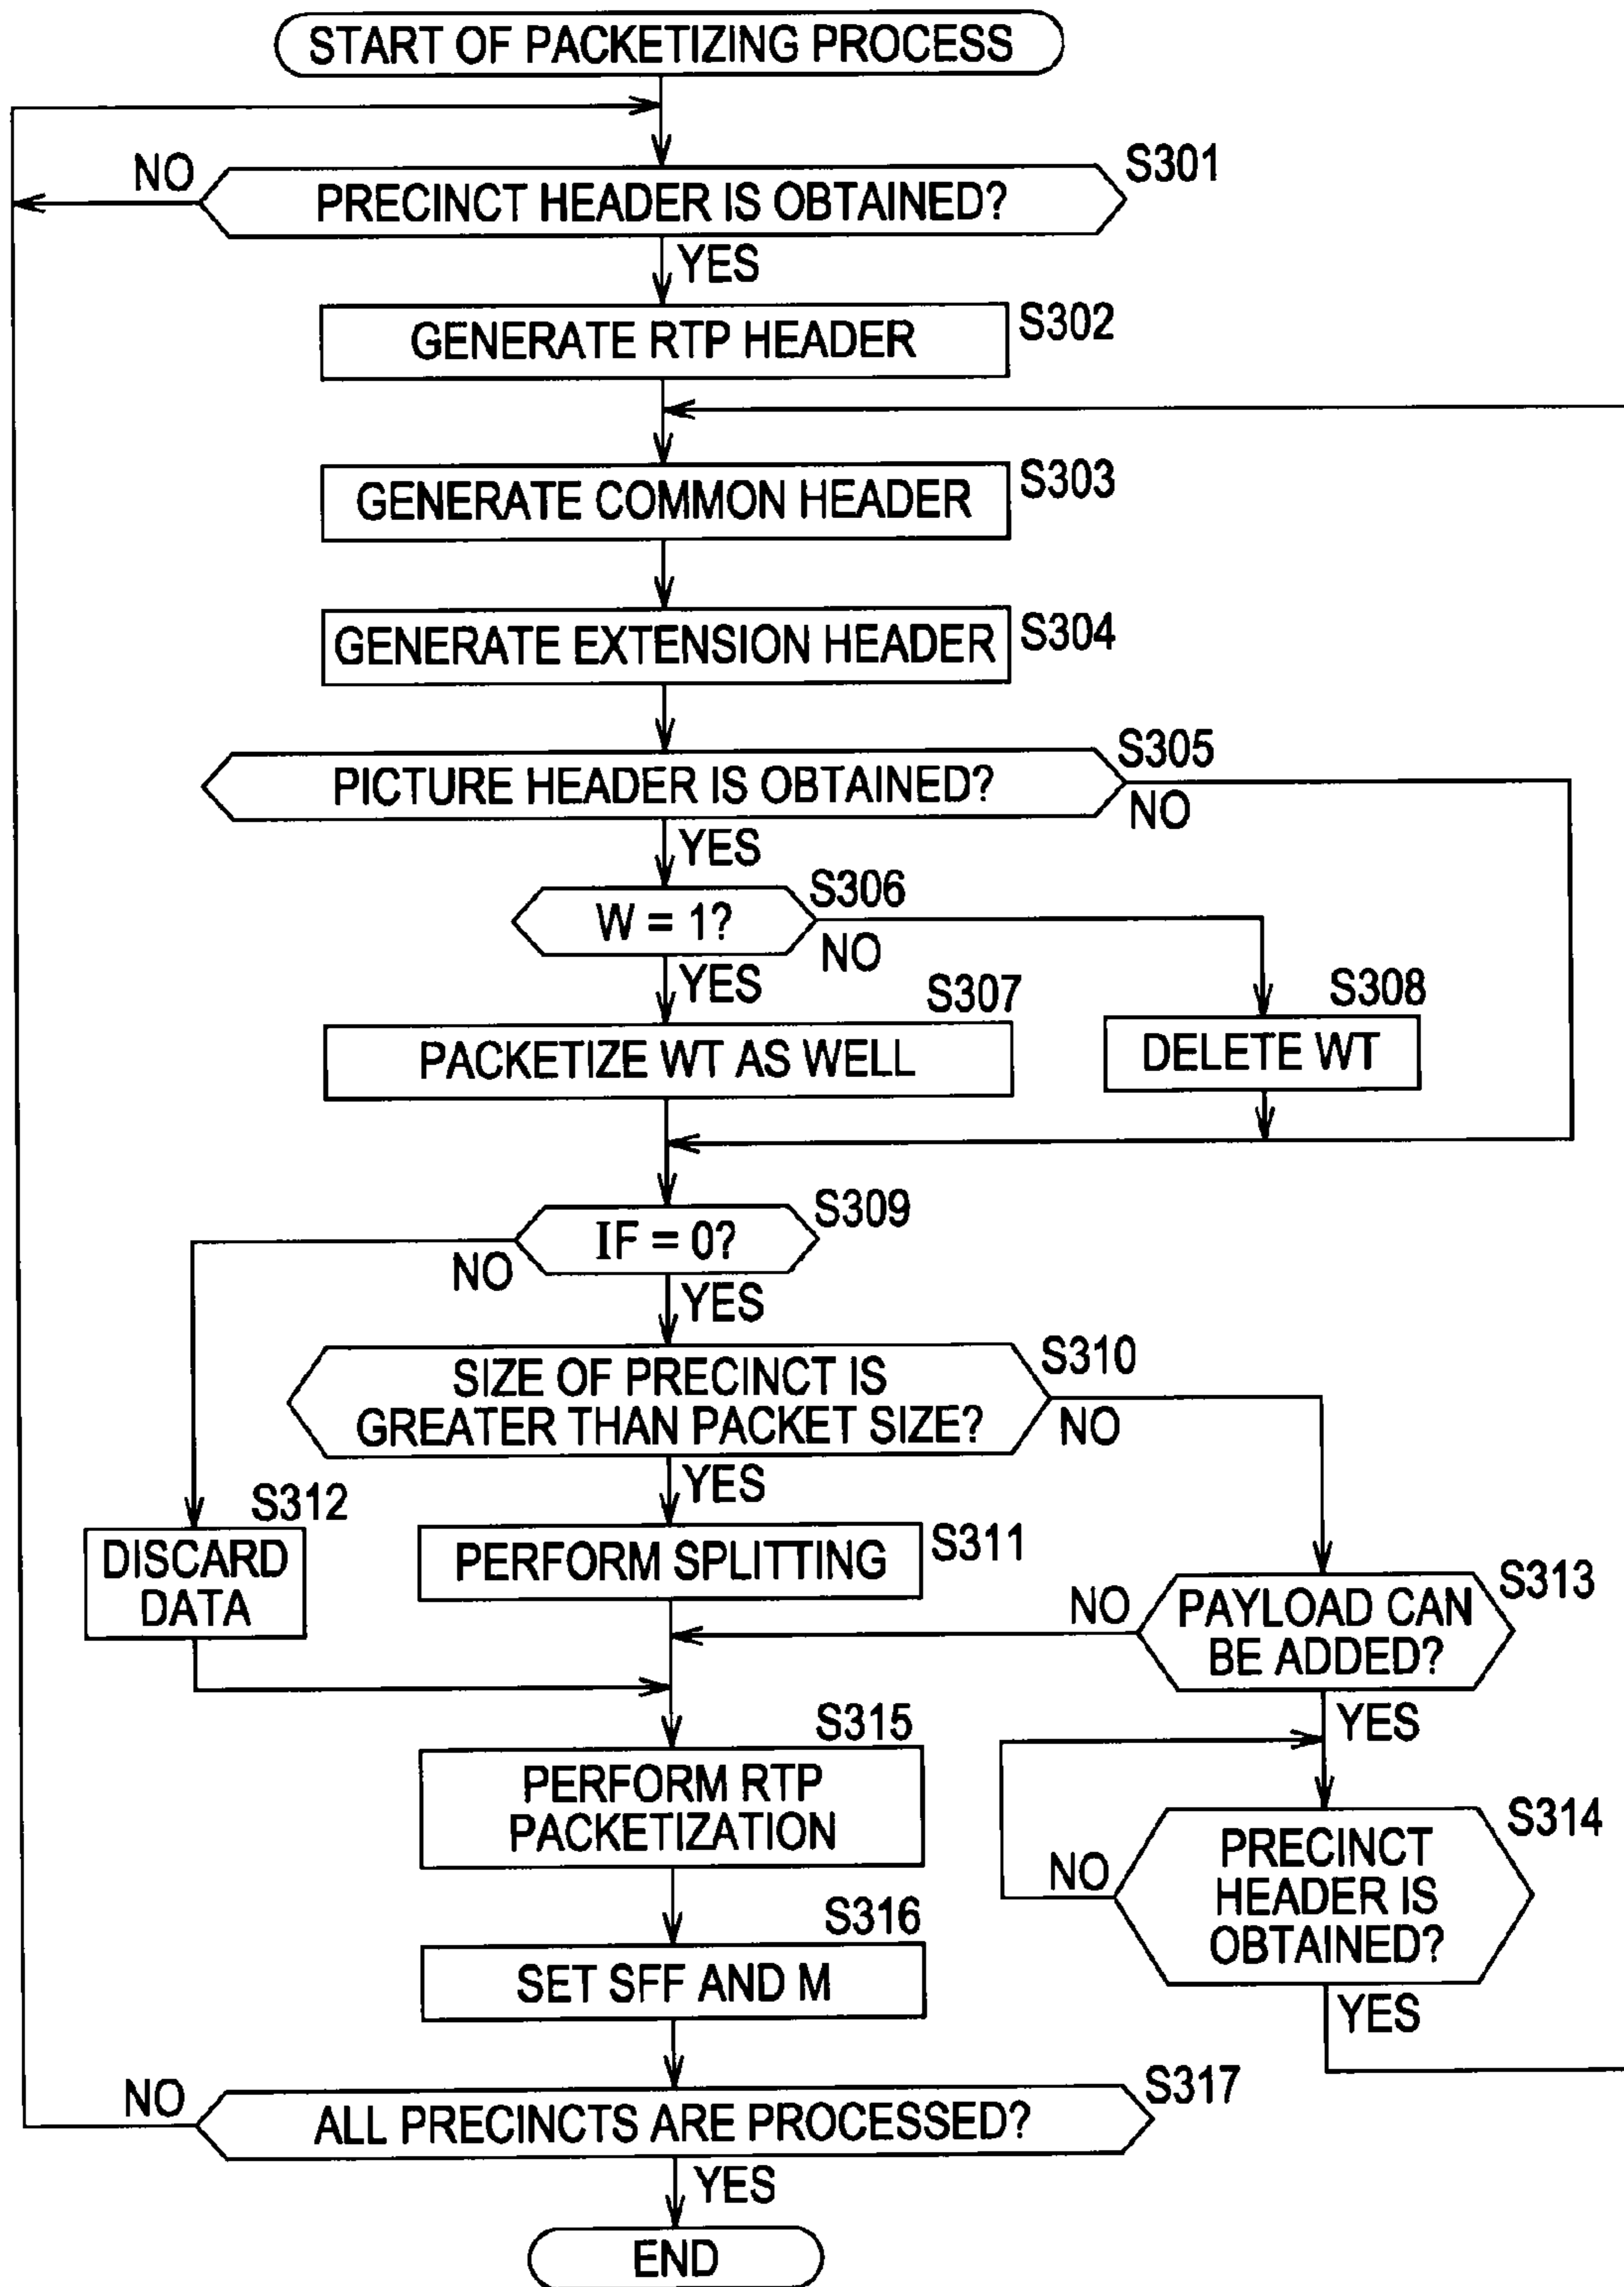 START OF PACKETIZING PROCESS
NO
S301
PRECINCT HEADER IS OBTAINED?
YES
GENERATE RTP HEADER
S302
GENERATE COMMON HEADER
S303
GENERATE EXTENSION HEADER
S304
S305
PICTURE HEADER IS OBTAINED?
NO
YES
S306
W = 1?
NO
YES
S307
S308
PACKETIZE WT AS WELL
DELETE WT
S309
IF = 0?
NO
YES
S310
SIZE OF PRECINCT IS
GREATER THAN PACKET SIZE?
NO
YES
S312
DISCARD
DATA
S311
PERFORM SPLITTING
S313
NO
PAYLOAD CAN
BE ADDED?
YES
S315
PERFORM RTP
PACKETIZATION
S314
NO
PRECINCT
HEADER IS
OBTAINED?
YES
S316
SET SFF AND M
S317
NO
ALL PRECINCTS ARE PROCESSED?
YES
END